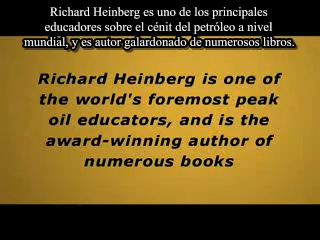 Richard Heinberg es uno de los principales
educadores sobre el cénit del petróleo a nivel
mundial, y es autor galardonado de numerosos libros.
Richard Heinberg is one of
the world's foremost peak
oil educators, and is the
award-winning author of
numerous books